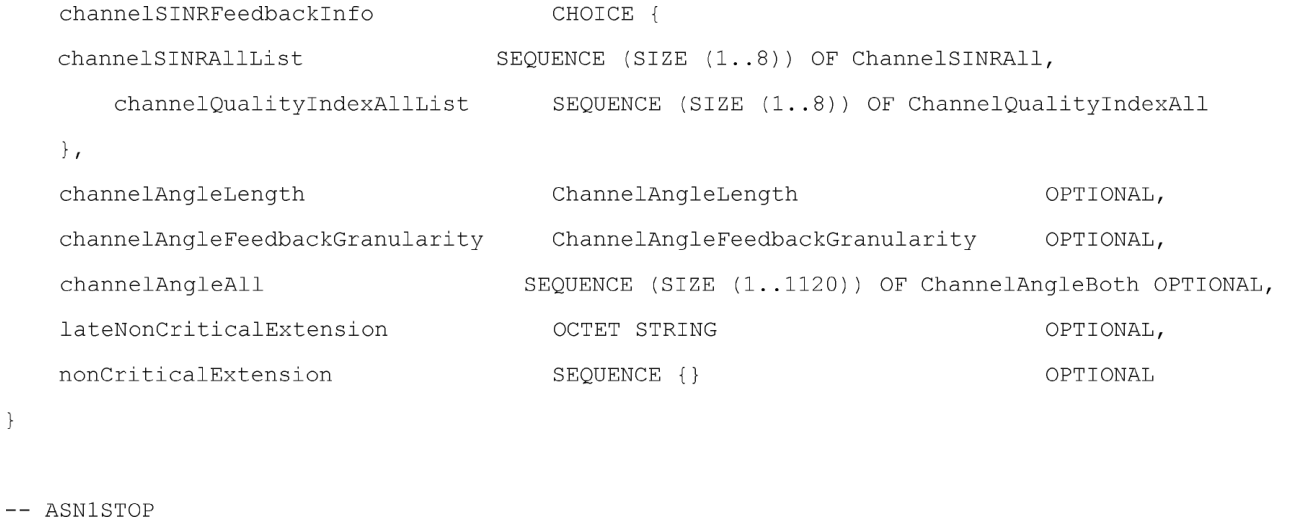 channelSINRFeedbackInfo CHOICE {
channelSINRAllList SEQUENCE (SIZE (1..8)) OF ChannelSINRAll,
channelQualityIndexAllList SEQUENCE (SIZE (1..8)) OF ChannelQualityIndexAll
},
channelAngleLength ChannelAngleLength OPTIONAL,
channelAngleFeedbackGranularity ChannelAngleFeedbackGranularity OPTIONAL,
channelAngleAll SEQUENCE (SIZE (1..1120)) OF ChannelAngleBoth OPTIONAL,
lateNonCriticalExtension OCTET STRING OPTIONAL,
nonCriticalExtension SEQUENCE {} OPTIONAL
}
-- ASN1STOP